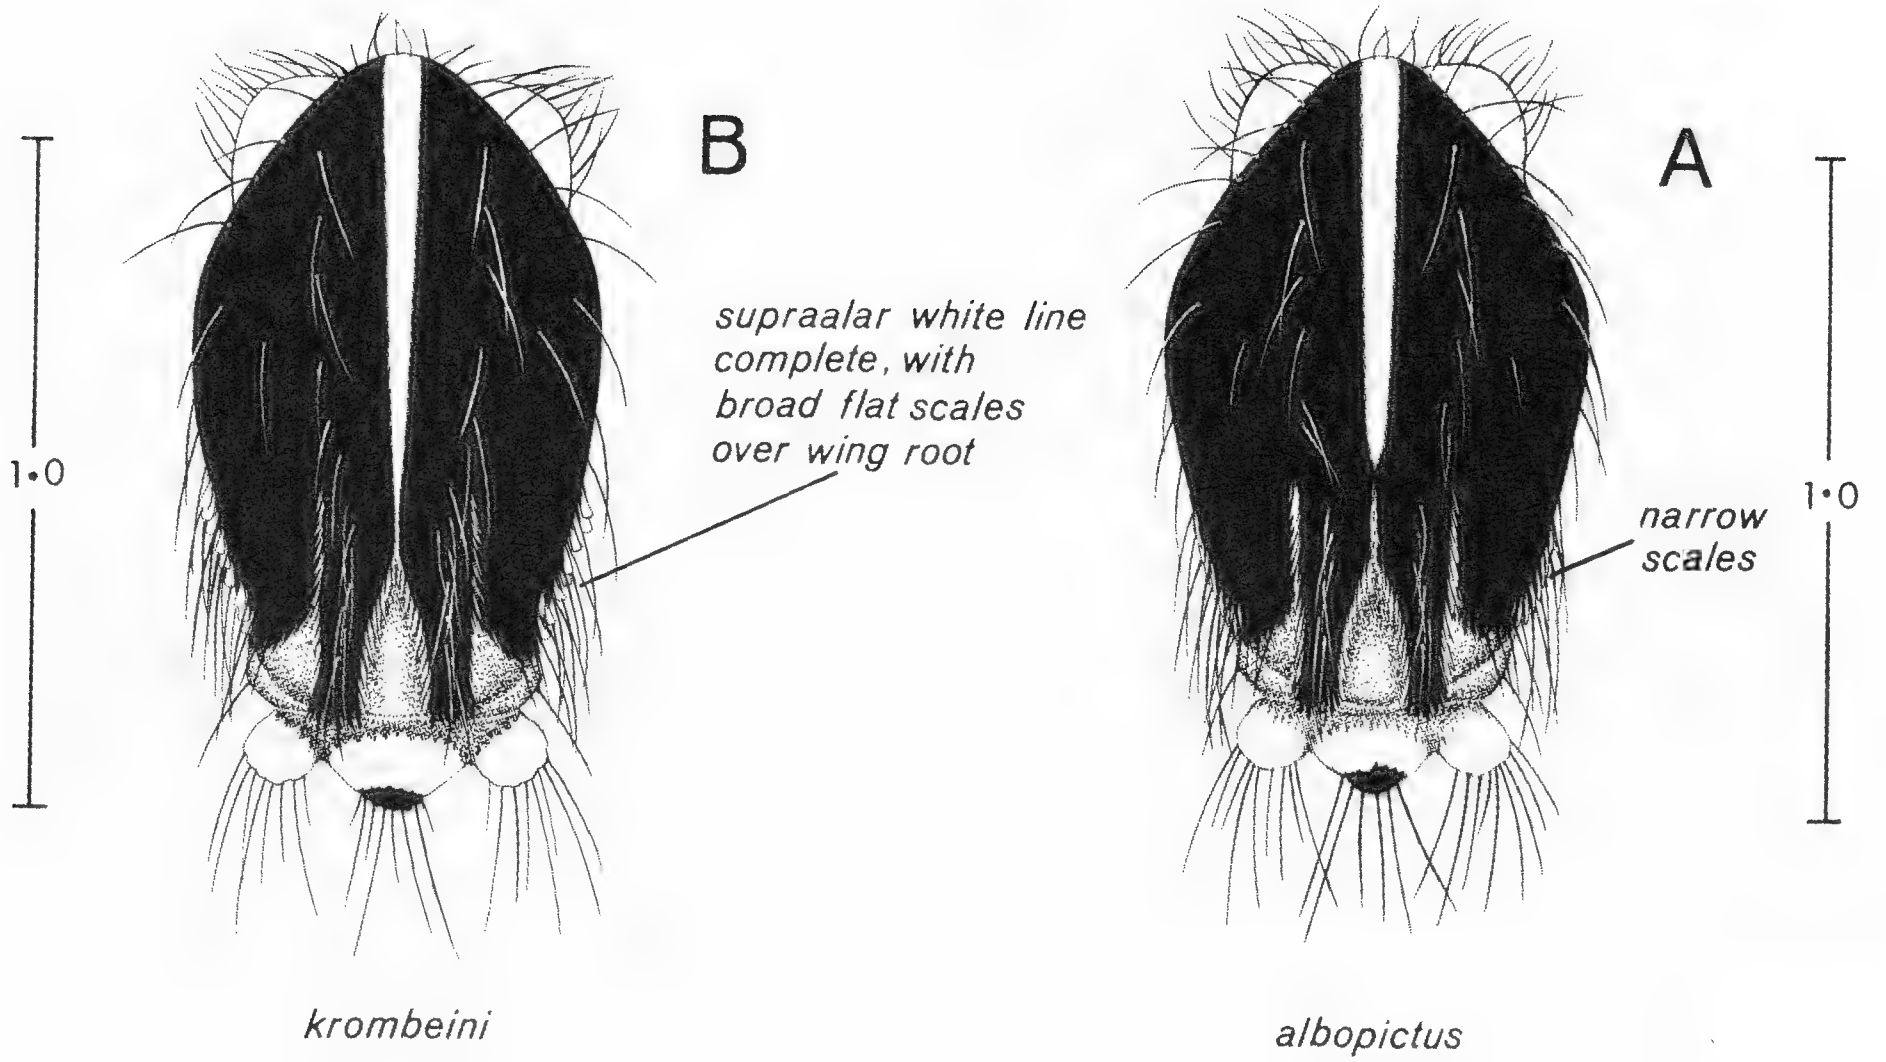 B
A
supraalar white line
complete, with
broad flat scales
over wing root
1·0
narrow
scales
1·0
krombeini
albopictus